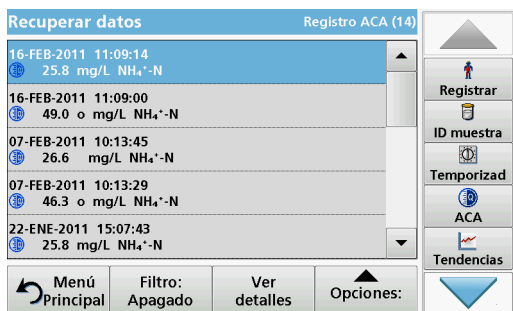 Recuperar datos
Registro ACA (14)
16-FEB-2011 11:09:14
25.8 mg/L NH₄⁺-N
16-FEB-2011 11:09:00
49.0 o mg/L NH₄⁺-N
07-FEB-2011 10:13:45
26.6 mg/L NH₄⁺-N
07-FEB-2011 10:13:29
46.3 o mg/L NH₄⁺-N
22-ENE-2011 15:07:43
25.8 mg/L NH₄⁺-N
Menú
Principal
Filtro:
Apagado
Ver
detalles
Opciones:
Registrar
ID muestra
Temporizad
ACA
Tendencias